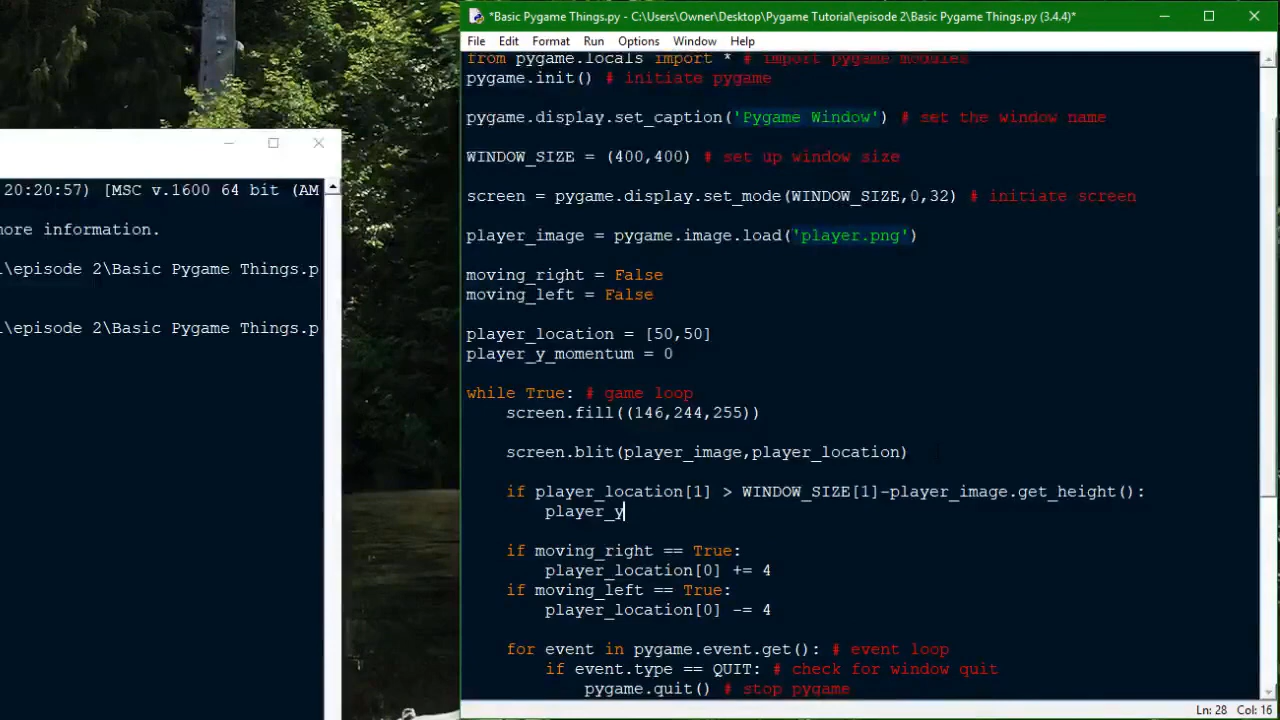 *Basic Pygame Things.py - C:\Users\Owner\Desktop\Pygame Tutorial\episode 2\Basic Pygame Things.py (3.4.4)*
File Edit Format Run Options Window Help
20:20:57) [MSC v.1600 64 bit (AM
ore information.
\episode 2\Basic Pygame Things.p
\episode 2\Basic Pygame Things.p
from pygame.locals import * # import pygame modules
pygame.init() # initiate pygame
pygame.display.set_caption('Pygame Window') # set the window name
WINDOW_SIZE = (400,400) # set up window size
screen = pygame.display.set_mode(WINDOW_SIZE,0,32) # initiate screen
player_image = pygame.image.load('player.png')
moving_right = False
moving_left = False
player_location = [50,50]
player_y_momentum = 0
while True: # game loop
screen.fill((146,244,255))
screen.blit(player_image,player_location)
if player_location[1] > WINDOW_SIZE[1]-player_image.get_height():
player_y
if moving_right == True:
player_location[0] += 4
if moving_left == True:
player_location[0] -= 4
for event in pygame.event.get(): # event loop
if event.type == QUIT: # check for window quit
pygame.quit() # stop pygame
Ln: 28 Col: 16